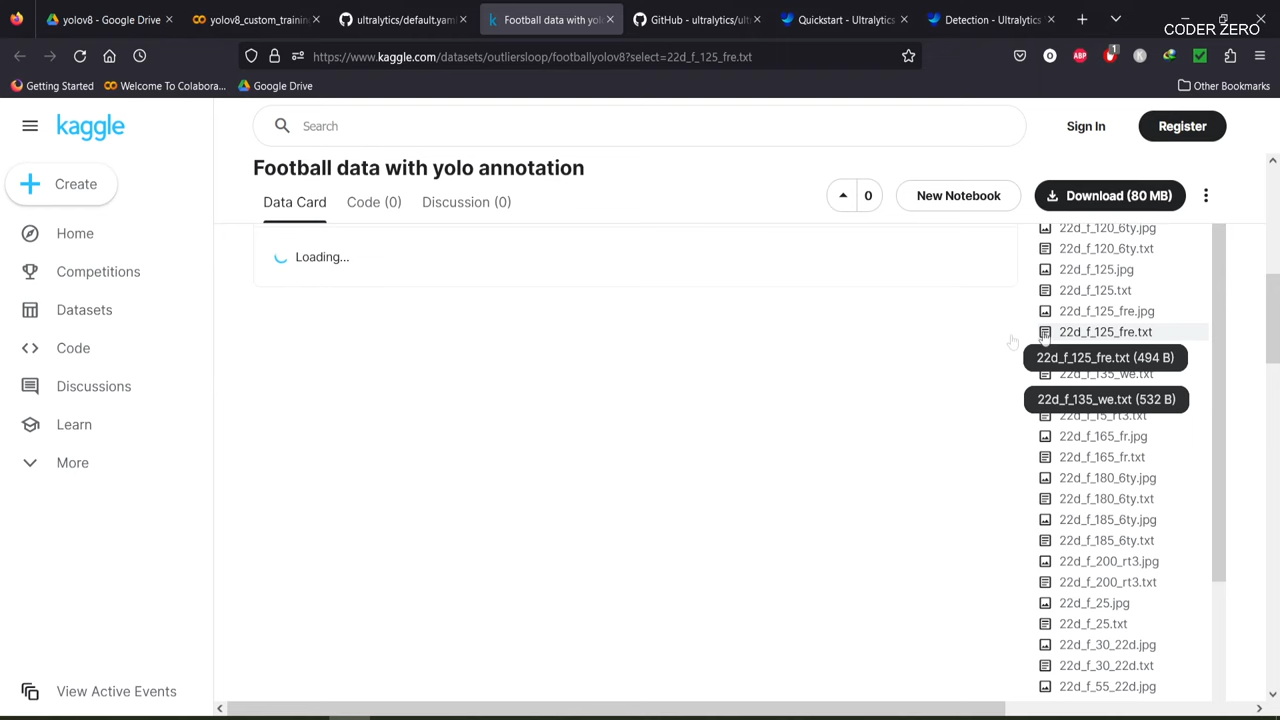 yolov8 - Google Drive
yolov8_custom_trainin
ultralytics/default.yaml
Football data with yolo
GitHub - ultralytics/ult
Quickstart - Ultralytics
Detection - Ultralytics
CODER ZERO
https://www.kaggle.com/datasets/outliersloop/footballyolov8?select=22d_f_125_fre.txt
ABP
1
Getting Started
Welcome To Colabora...
Google Drive
Other Bookmarks
kaggle
Search
Sign In
Register
Football data with yolo annotation
Create
Data Card
Code (0)
Discussion (0)
0
New Notebook
Download (80 MB)
Home
Competitions
Datasets
Code
Discussions
Learn
More
View Active Events
Loading...
22d_f_120_6ty.jpg
22d_f_120_6ty.txt
22d_f_125.jpg
22d_f_125.txt
22d_f_125_fre.jpg
22d_f_125_fre.txt
22d_f_125_fre.txt (494 B)
22d_f_135_we.txt
22d_f_135_we.txt (532 B)
22d_f_15_rt3.txt
22d_f_165_fr.jpg
22d_f_165_fr.txt
22d_f_180_6ty.jpg
22d_f_180_6ty.txt
22d_f_185_6ty.jpg
22d_f_185_6ty.txt
22d_f_200_rt3.jpg
22d_f_200_rt3.txt
22d_f_25.jpg
22d_f_25.txt
22d_f_30_22d.jpg
22d_f_30_22d.txt
22d_f_55_22d.jpg